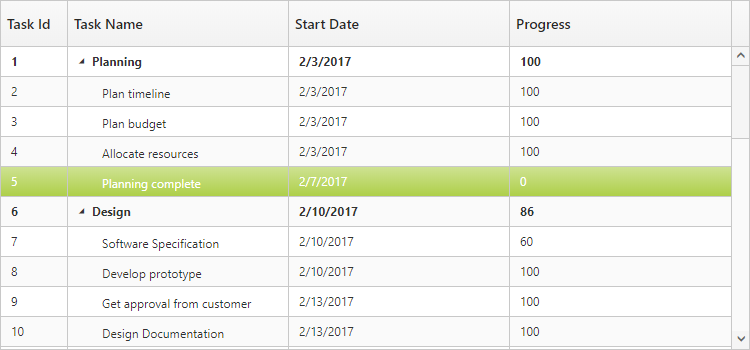 Task Id Task Name Start Date Progress
1 Planning 2/3/2017 100
2 Plan timeline 2/3/2017 100
3 Plan budget 2/3/2017 100
4 Allocate resources 2/3/2017 100
5 Planning complete 2/7/2017 0
6 Design 2/10/2017 86
7 Software Specification 2/10/2017 60
8 Develop prototype 2/10/2017 100
9 Get approval from customer 2/13/2017 100
10 Design Documentation 2/13/2017 100